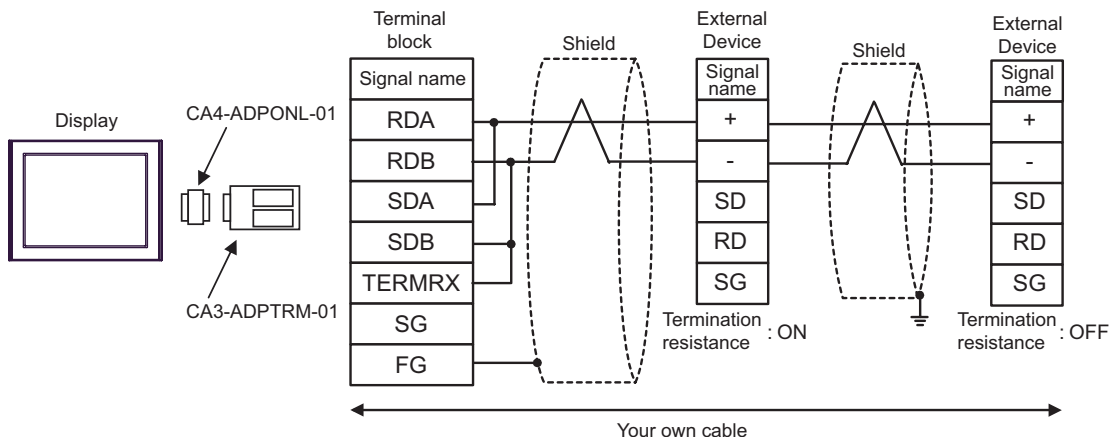 Display
CA4-ADPONL-01
CA3-ADPTRM-01
Terminal
block
Signal name
RDA
RDB
SDA
SDB
TERMRX
SG
FG
Shield
External
Device
Signal
name
+
-
SD
RD
SG
Termination
resistance : ON
Shield
External
Device
Signal
name
+
-
SD
RD
SG
Termination
resistance : OFF
Your own cable